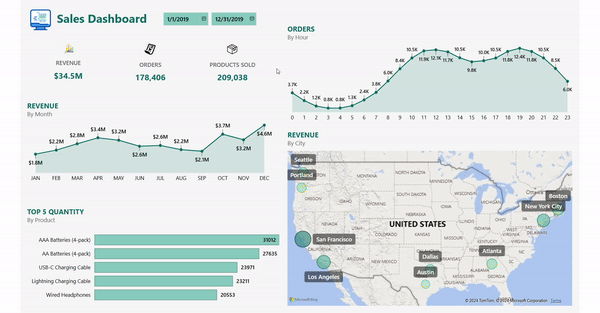 Sales Dashboard
1/1/2019
12/31/2019
REVENUE
$34.5M
ORDERS
178,406
PRODUCTS SOLD
209,038
REVENUE
By Month
$1.8M $2.2M $2.8M $3.4M $3.2M $2.6M $2.6M $2.2M $2.1M $3.7M $3.2M $4.6M
JAN FEB MAR APR MAY JUN JUL AUG SEP OCT NOV DEC
TOP 5 QUANTITY
By Product
AAA Batteries (4-pack) 31012
AA Batteries (4-pack) 27635
USB-C Charging Cable 23971
Lightning Charging Cable 23211
Wired Headphones 20553
ORDERS
By Hour
3.7K 2.2K 1.2K 0.8K 0.8K 1.3K 2.4K 3.8K 6.0K 8.4K 10.5K 11.9K 12.1K 11.7K 10.5K 9.8K 10.0K 10.5K 11.8K 12.4K 11.8K 10.5K 8.5K 6.0K
0 1 2 3 4 5 6 7 8 9 10 11 12 13 14 15 16 17 18 19 20 21 22 23
REVENUE
By City
Seattle
Portland
San Francisco
Los Angeles
Dallas
Austin
Atlanta
Boston
New York City
UNITED STATES
Microsoft Bing
© 2023 TomTom, © 2024 Microsoft Corporation Terms